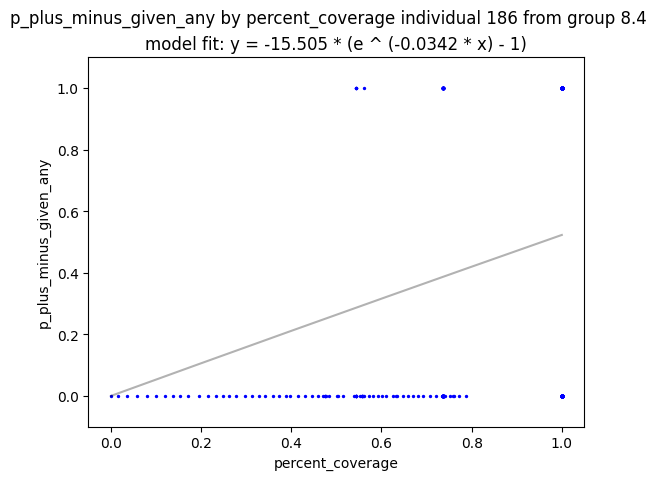 p_plus_minus_given_any by percent_coverage individual 186 from group 8.4
model fit: y = -15.505 * (e ^ (-0.0342 * x) - 1)
1.0
0.8
0.6
0.4
0.2
0.0
p_plus_minus_given_any
0.0 0.2 0.4 0.6 0.8 1.0
percent_coverage